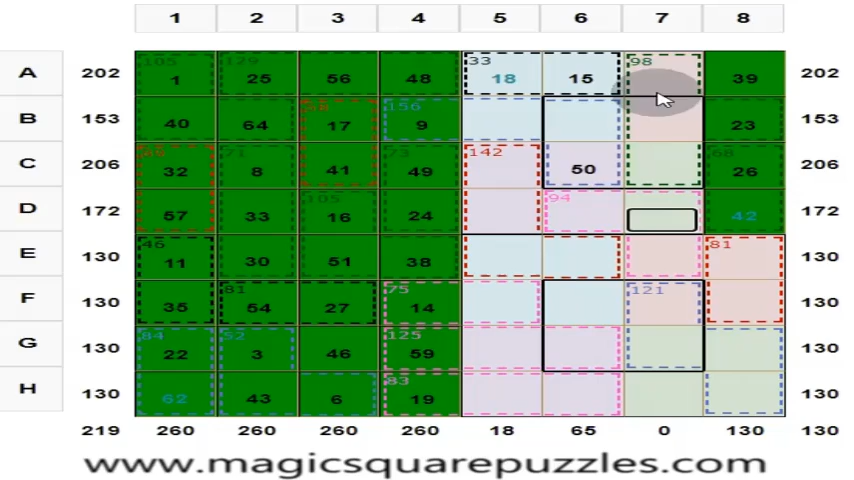 1 2 3 4 5 6 7 8
105 129 33 98
A 202 1 25 56 48 18 15 39 202
156
B 153 40 64 17 9 23 153
71 73 142 68
C 206 32 8 41 49 50 26 206
105 94
D 172 57 33 16 24 42 172
46 81
E 130 11 30 51 38 130
81 75 121
F 130 35 54 27 14 130
84 52 125
G 130 22 3 46 59 130
83
H 130 62 43 6 19 130
219 260 260 260 260 18 65 0 130 130
www.magicsquarepuzzles.com